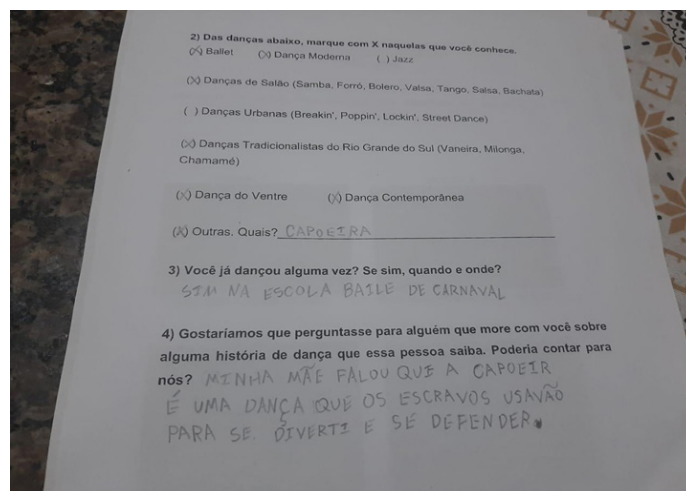 2) Das danças abaixo, marque com X naquelas que você conhece.
(X) Ballet (X) Dança Moderna ( ) Jazz
(X) Danças de Salão (Samba, Forró, Bolero, Valsa, Tango, Salsa, Bachata)
( ) Danças Urbanas (Breakin', Poppin', Lockin', Street Dance)
(X) Danças Tradicionalistas do Rio Grande do Sul (Vaneira, Milonga,
Chamamé)
(X) Dança do Ventre (X) Dança Contemporânea
(X) Outras. Quais? CAPOEIRA
3) Você já dançou alguma vez? Se sim, quando e onde?
SIM NA ESCOLA BAILE DE CARNAVAL
4) Gostaríamos que perguntasse para alguém que more com você sobre
alguma história de dança que essa pessoa saiba. Poderia contar para
nós? MINHA MÃE FALOU QUE A CAPOEIR
É UMA DANÇA QUE OS ESCRAVOS USAVÃO
PARA SE DIVERTI E SE DEFENDER.